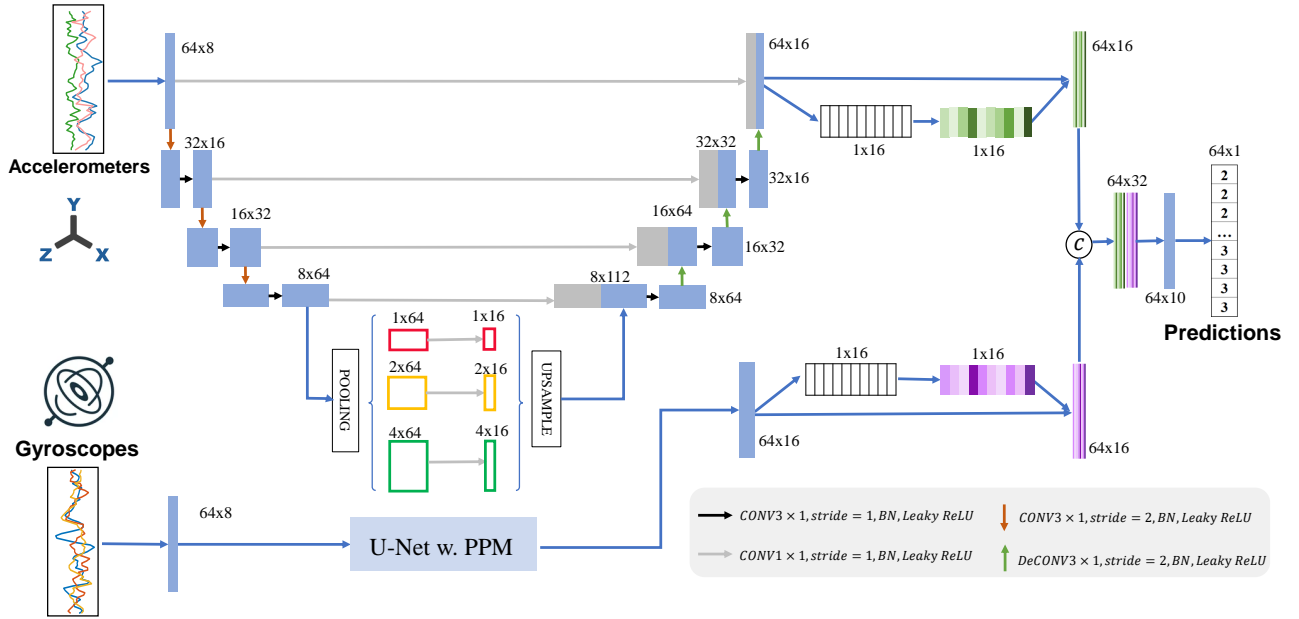 64x8
64x16
64x16
Accelerometers
32x16
32x32
32x16
1x16
1x16
64x1
Y
Z
X
16x32
16x64
16x32
64x32
C
2
2
2
...
3
3
3
3
8x64
8x112
8x64
64x10
Predictions
POOLING
1x64
1x16
2x64
2x16
4x64
4x16
UPSAMPLE
1x16
1x16
64x16
64x16
Gyroscopes
64x8
U-Net w. PPM
CONV3 × 1, stride = 1, BN, Leaky ReLU
CONV3 × 1, stride = 2, BN, Leaky ReLU
CONV1 × 1, stride = 1, BN, Leaky ReLU
DeCONV3 × 1, stride = 2, BN, Leaky ReLU